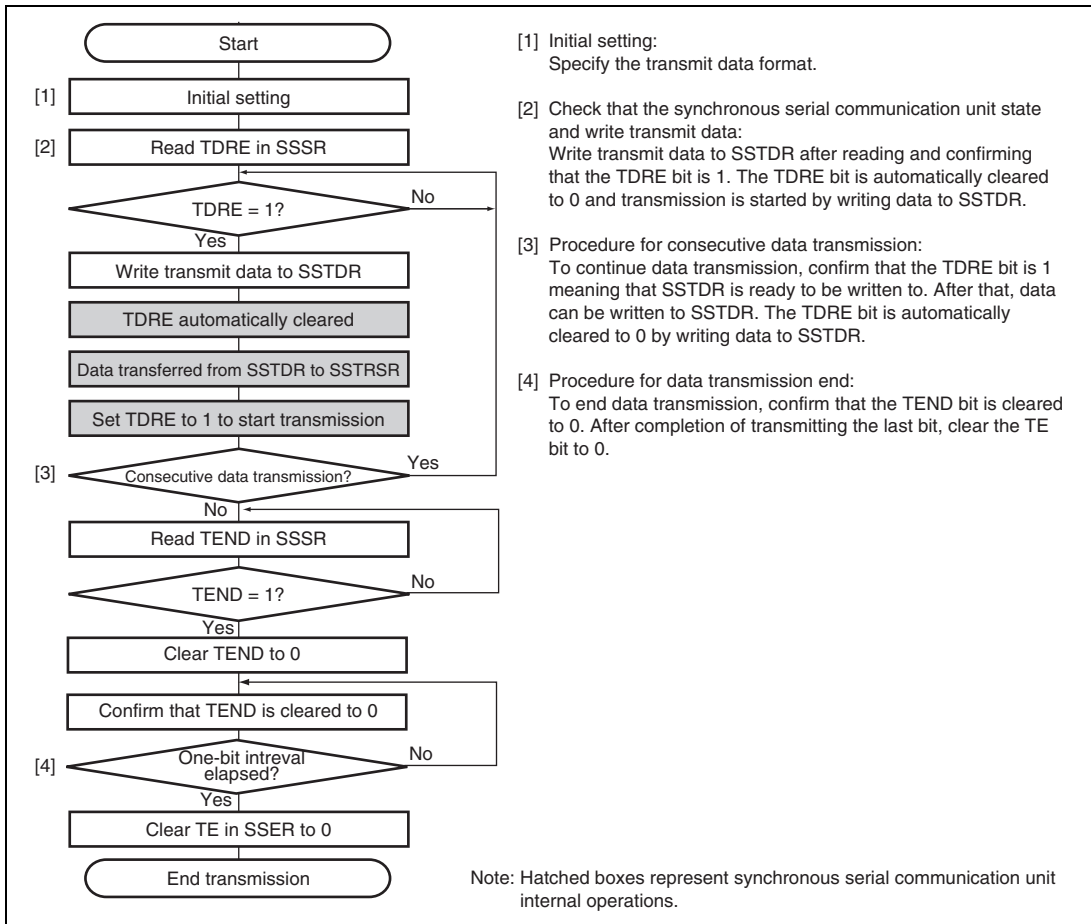 Start
[1]
Initial setting
[2]
Read TDRE in SSSR
TDRE = 1?
No
Yes
Write transmit data to SSTDR
TDRE automatically cleared
Data transferred from SSTDR to SSTRSR
Set TDRE to 1 to start transmission
[3]
Consecutive data transmission?
Yes
No
Read TEND in SSSR
TEND = 1?
No
Yes
Clear TEND to 0
Confirm that TEND is cleared to 0
[4]
One-bit intreval
elapsed?
No
Yes
Clear TE in SSER to 0
End transmission
[1] Initial setting:
Specify the transmit data format.
[2] Check that the synchronous serial communication unit state
and write transmit data:
Write transmit data to SSTDR after reading and confirming
that the TDRE bit is 1. The TDRE bit is automatically cleared
to 0 and transmission is started by writing data to SSTDR.
[3] Procedure for consecutive data transmission:
To continue data transmission, confirm that the TDRE bit is 1
meaning that SSTDR is ready to be written to. After that, data
can be written to SSTDR. The TDRE bit is automatically
cleared to 0 by writing data to SSTDR.
[4] Procedure for data transmission end:
To end data transmission, confirm that the TEND bit is cleared
to 0. After completion of transmitting the last bit, clear the TE
bit to 0.
Note: Hatched boxes represent synchronous serial communication unit
internal operations.